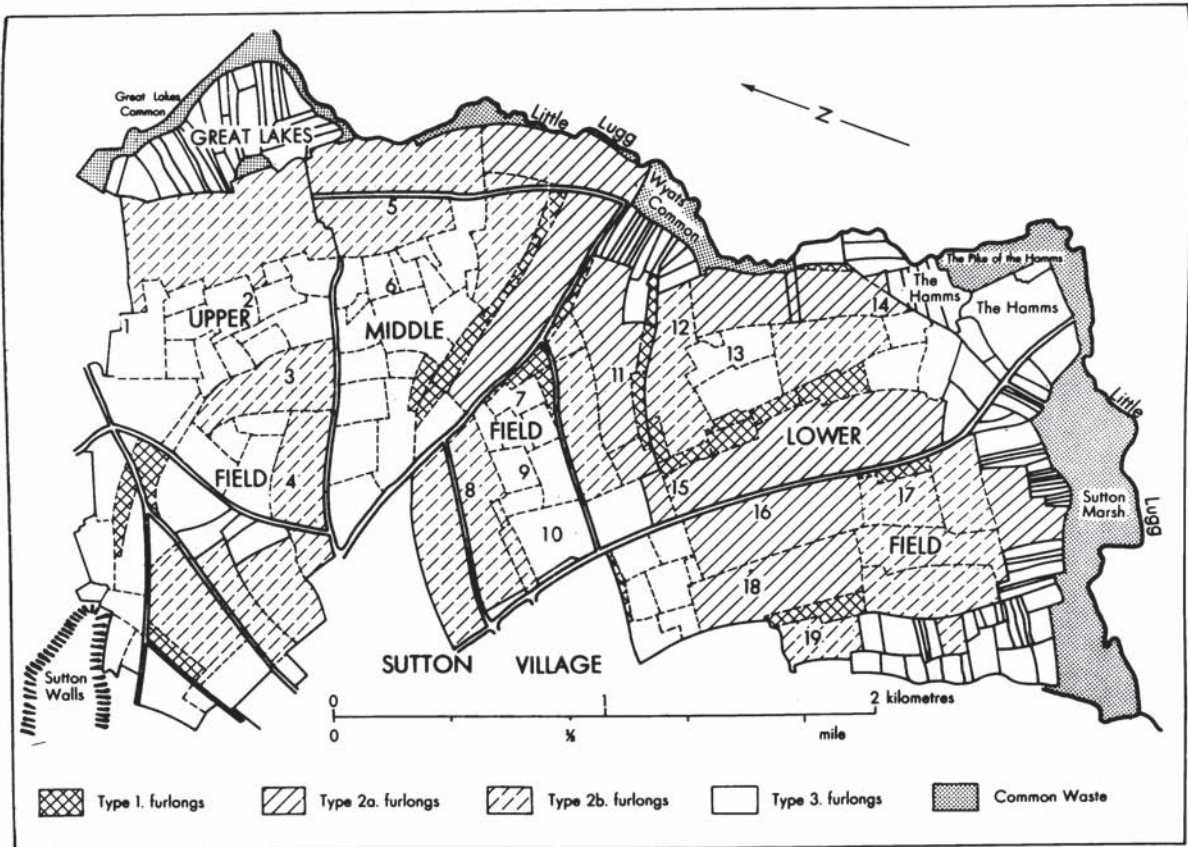 Great Lakes
Common
GREAT LAKES
Little
Lugg
N
Wyats
Common
5
The Pike of the Hamms
The
Hamms
The Hamms
6
2
1
UPPER
MIDDLE
12
14
13
3
11
7
FIELD
LOWER
Little
FIELD
4
8
9
15
17
Sutton
Marsh
Lugg
10
16
FIELD
18
19
SUTTON VILLAGE
Sutton
Walls
0 1 2 kilometres
0 ½ mile
Type 1. furlongs
Type 2a. furlongs
Type 2b. furlongs
Type 3. furlongs
Common Waste